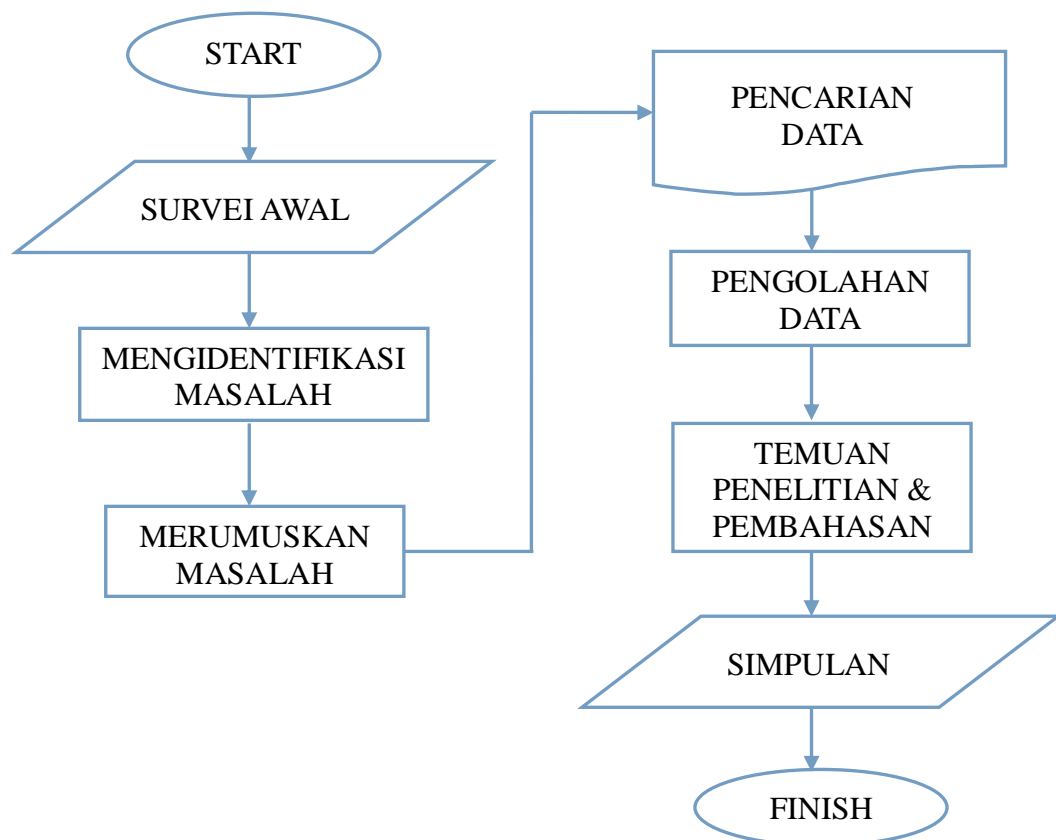 START
SURVEI AWAL
MENGIDENTIFIKASI
MASALAH
MERUMUSKAN
MASALAH
PENCARIAN
DATA
PENGOLAHAN
DATA
TEMUAN
PENELITIAN &
PEMBAHASAN
SIMPULAN
FINISH